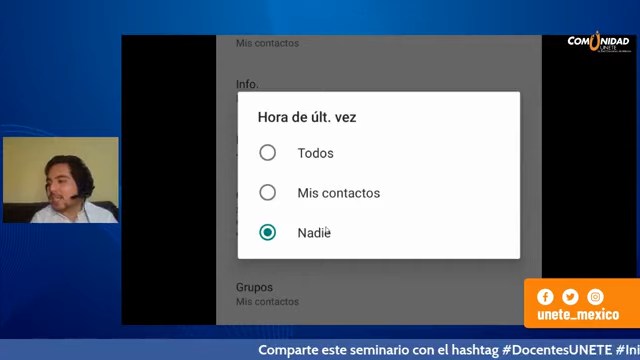 Mis contactos
COMUNIDAD
UNETE
Info.
Hora de últ. vez
Todos
Mis contactos
Nadie
Grupos
Mis contactos
unete_mexico
Comparte este seminario con el hashtag #DocentesUNETE #Ini